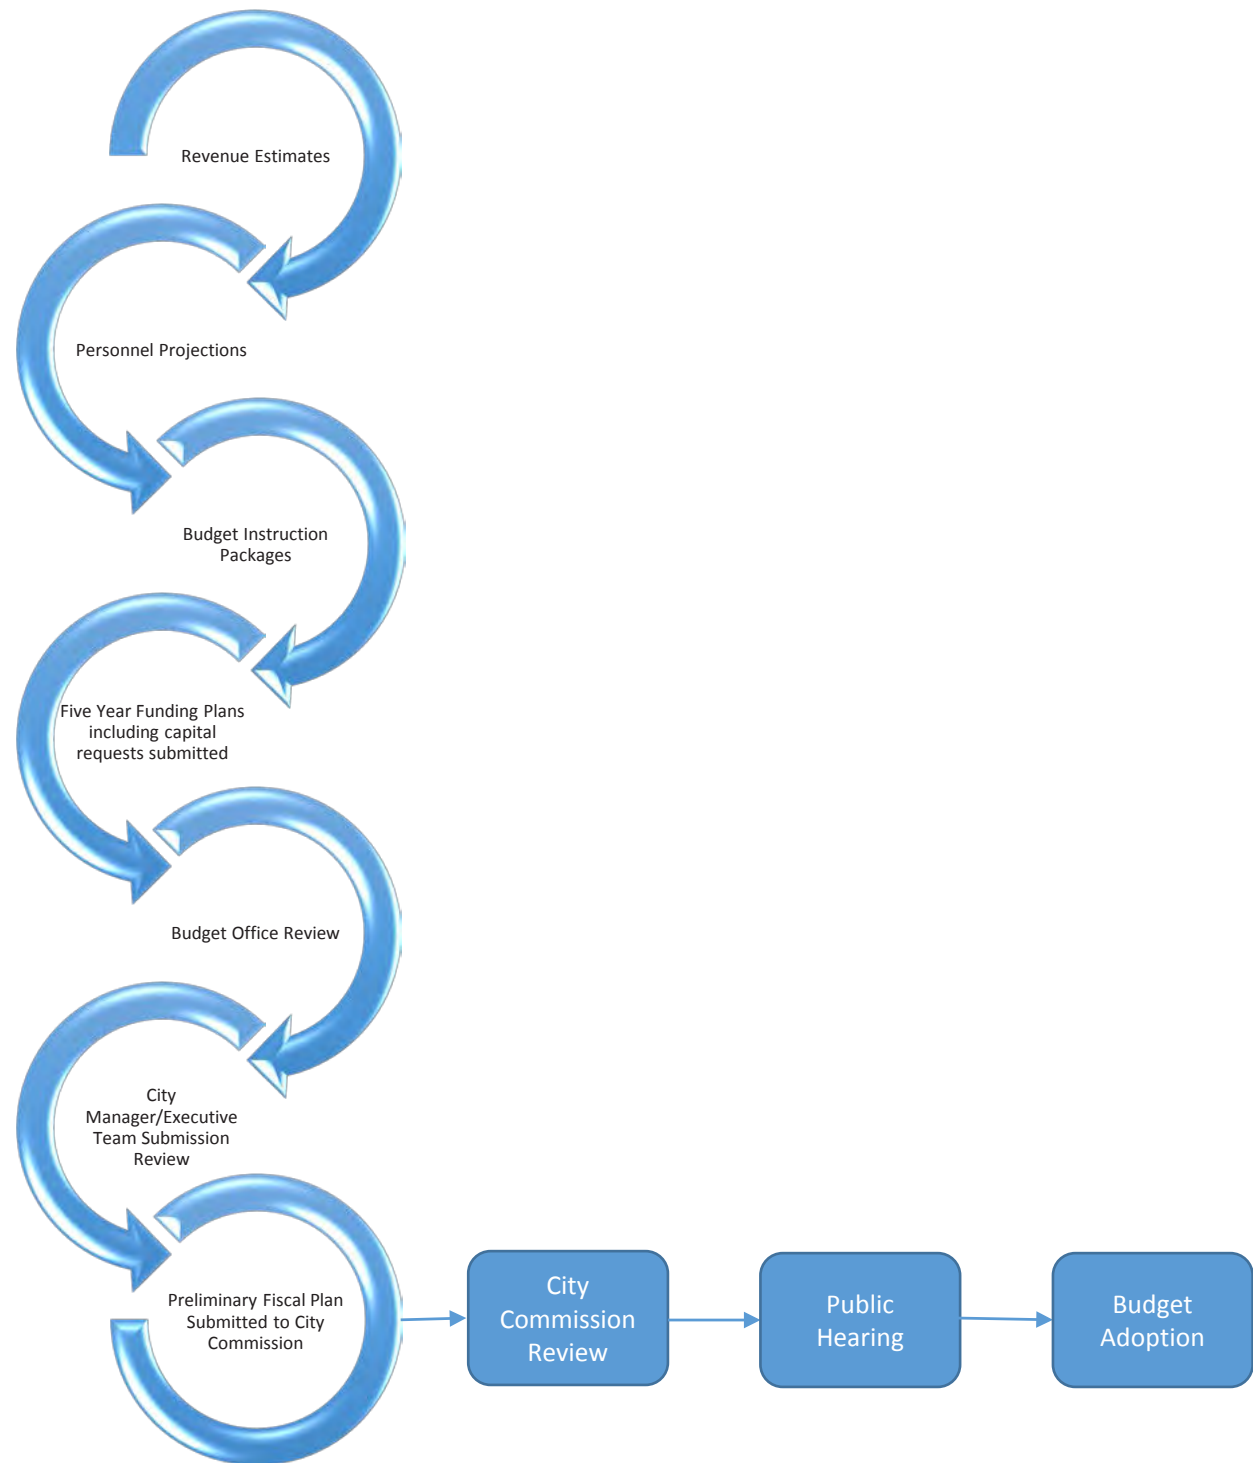 Revenue Estimates
Personnel Projections
Budget Instruction
Packages
Five Year Funding Plans
including capital
requests submitted
Budget Office Review
City
Manager/Executive
Team Submission
Review
Preliminary Fiscal Plan
Submitted to City
Commission
City
Commission
Review
Public
Hearing
Budget
Adoption